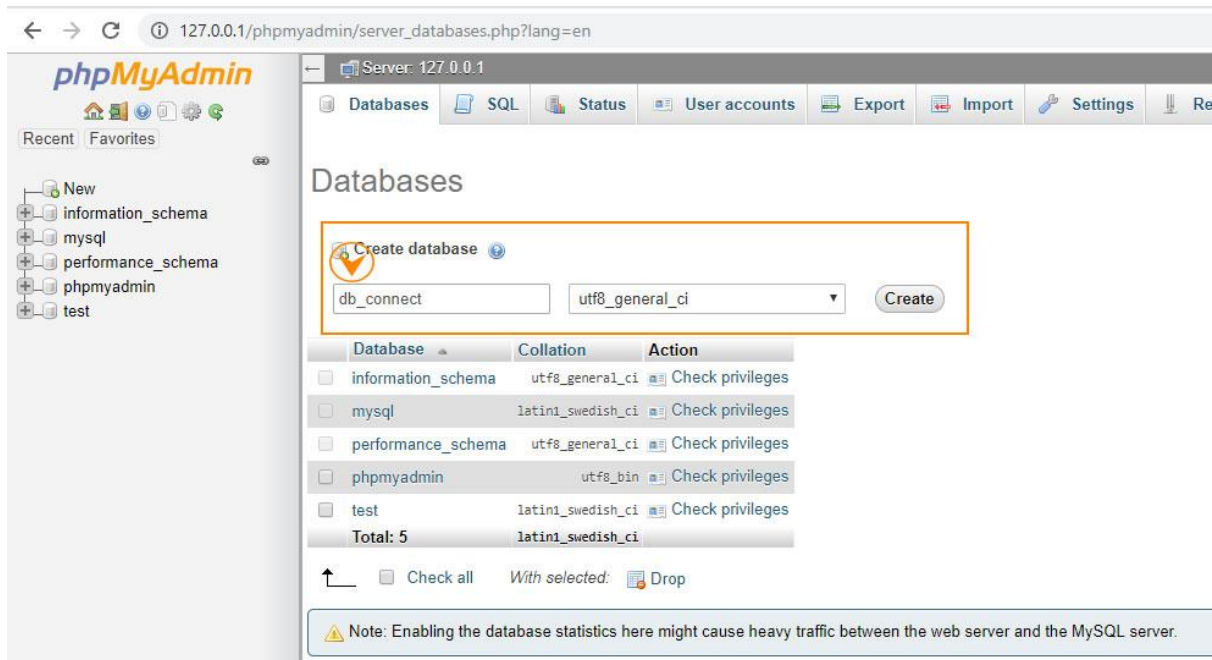 127.0.0.1/phpmyadmin/server_databases.php?lang=en
phpMyAdmin
Recent Favorites
New
information_schema
mysql
performance_schema
phpmyadmin
test
Server: 127.0.0.1
Databases SQL Status User accounts Export Import Settings Re
Databases
Create database
db_connect utf8_general_ci Create
Database Collation Action
information_schema utf8_general_ci Check privileges
mysql latin1_swedish_ci Check privileges
performance_schema utf8_general_ci Check privileges
phpmyadmin utf8_bin Check privileges
test latin1_swedish_ci Check privileges
Total: 5 latin1_swedish_ci
Check all With selected: Drop
Note: Enabling the database statistics here might cause heavy traffic between the web server and the MySQL server.